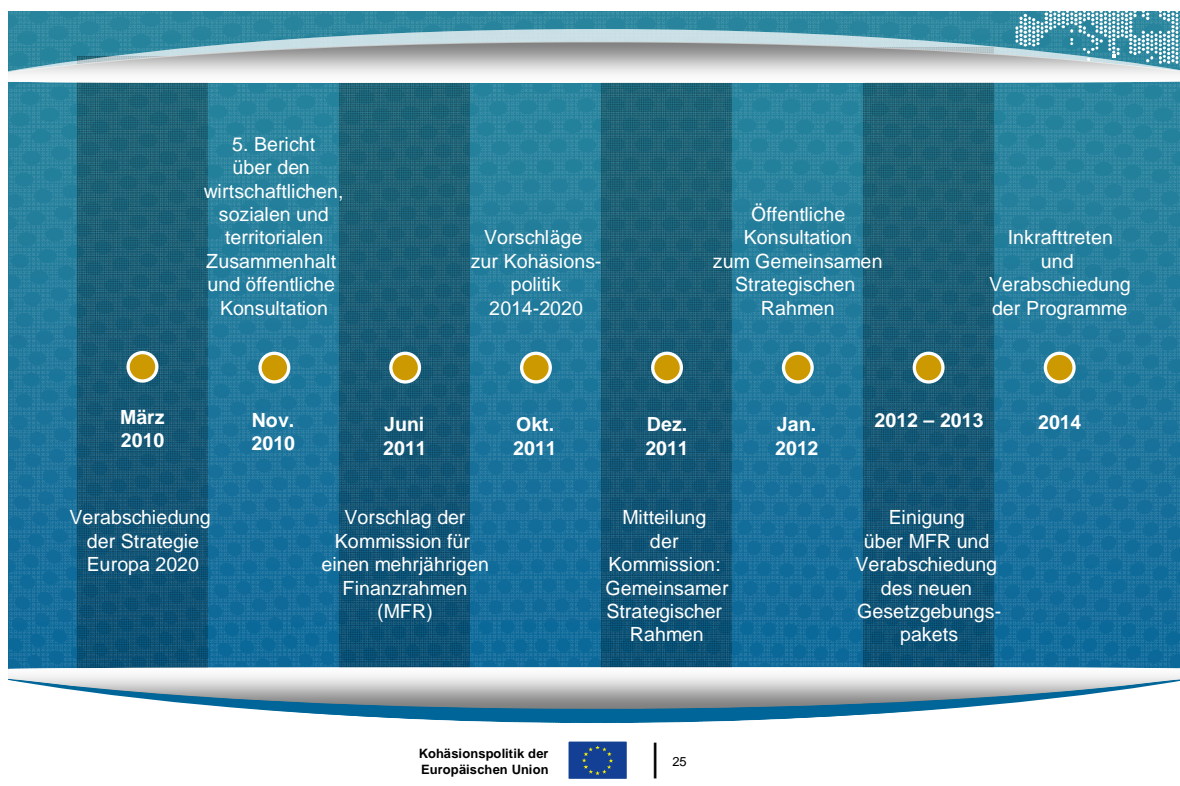 März
2010
Verabschiedung
der Strategie
Europa 2020
5. Bericht
über den
wirtschaftlichen,
sozialen und
territorialen
Zusammenhalt
und öffentliche
Konsultation
Nov.
2010
Juni
2011
Vorschlag der
Kommission für
einen mehrjährigen
Finanzrahmen
(MFR)
Vorschläge
zur Kohäsions-
politik
2014-2020
Okt.
2011
Dez.
2011
Mitteilung
der
Kommission:
Gemeinsamer
Strategischer
Rahmen
Öffentliche
Konsultation
zum Gemeinsamen
Strategischen
Rahmen
Jan.
2012
2012 – 2013
Einigung
über MFR und
Verabschiedung
des neuen
Gesetzgebungs-
pakets
Inkrafttreten
und
Verabschiedung
der Programme
2014
Kohäsionspolitik der
Europäischen Union
25